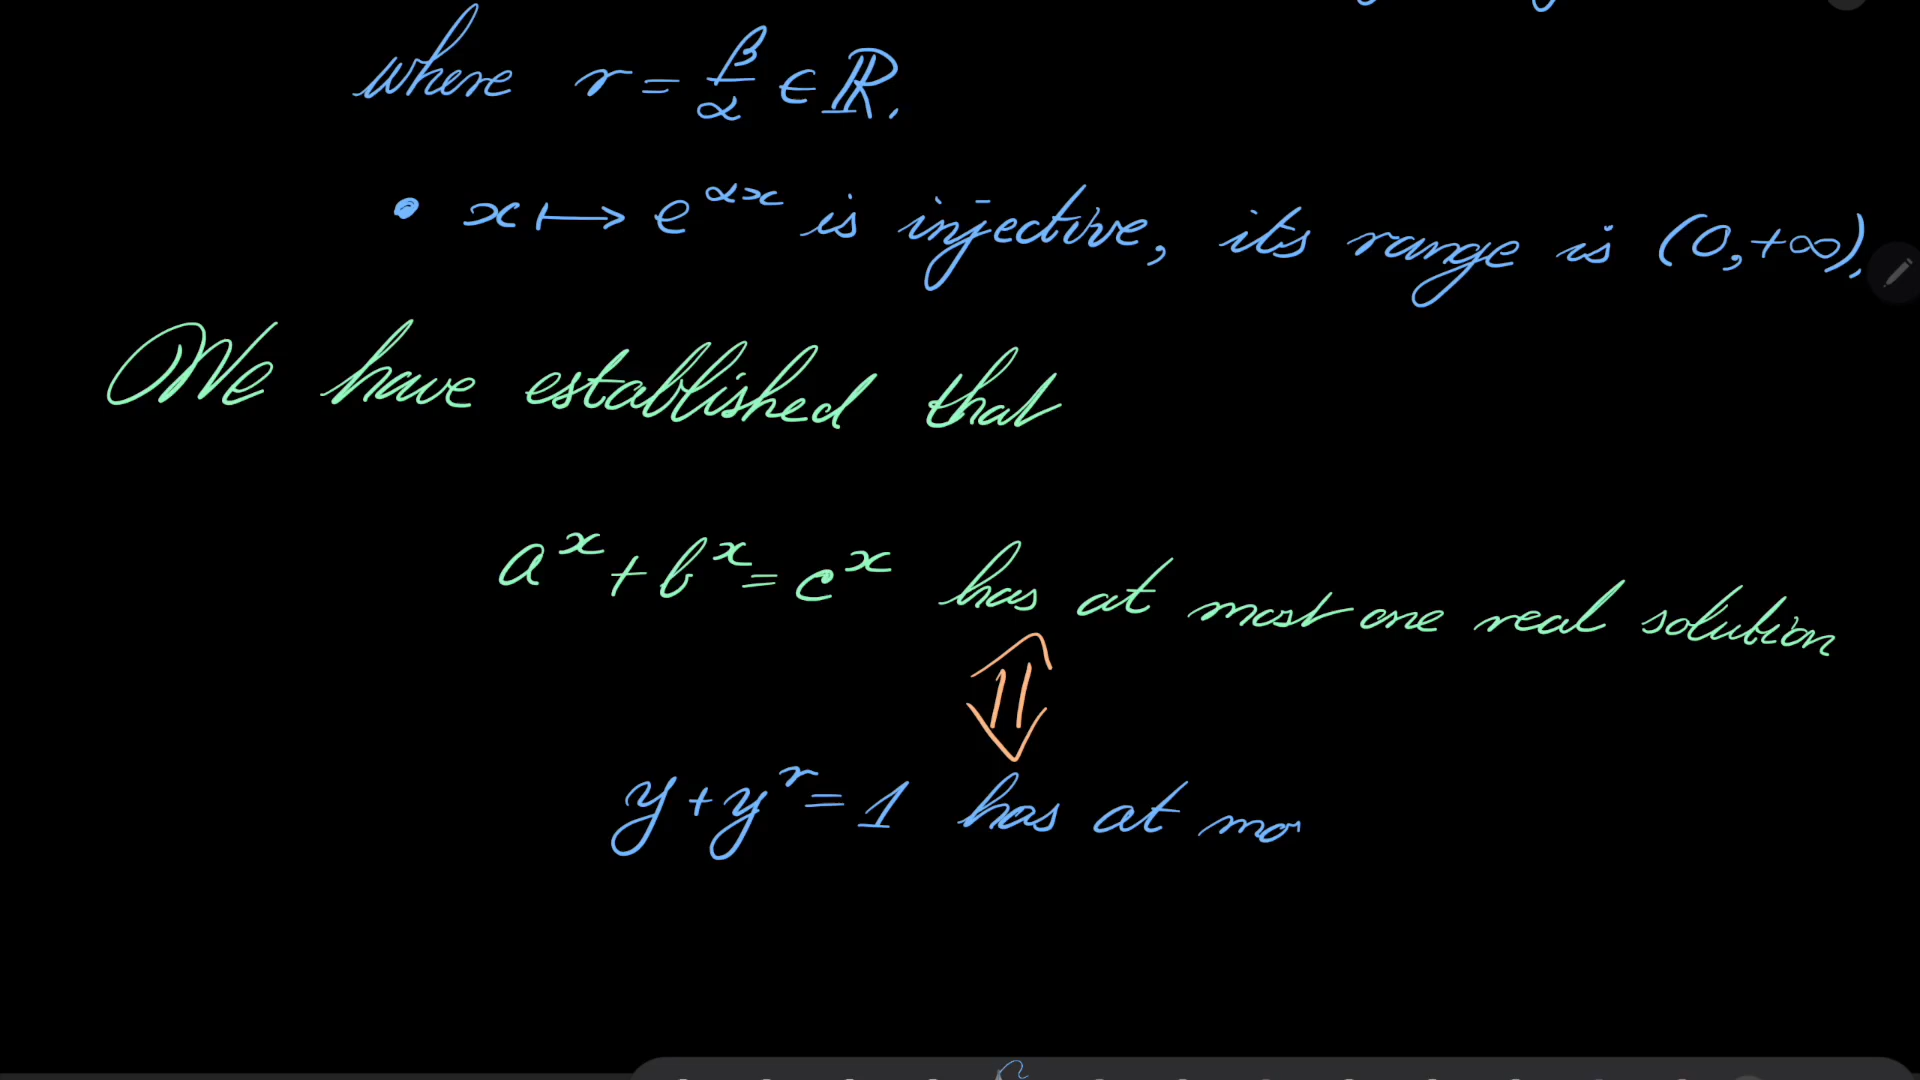 where r = β/α ∈ ℝ.
• x ⟼ e^{αx} is injective, its range is (0,+∞).
We have established that
a^x + b^x = c^x has at most one real solution
⇕
y + y^r = 1 has at mo